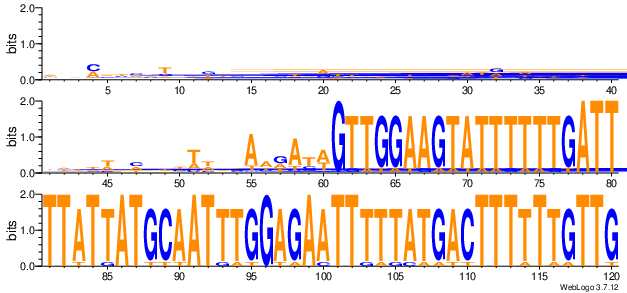 bits
2.0
1.0
0.0
C T A G
5 10 15 20 25 30 35 40
bits
2.0
1.0
0.0
T C T A A G A T A GTTGGAAGTATTTTTTGATT
45 50 55 60 65 70 75 80
bits
2.0
1.0
0.0
TTATTATGCAATTTGGAGAATTTTTATGACTTTTTTGTTG
85 90 95 100 105 110 115 120
WebLogo 3.7.12